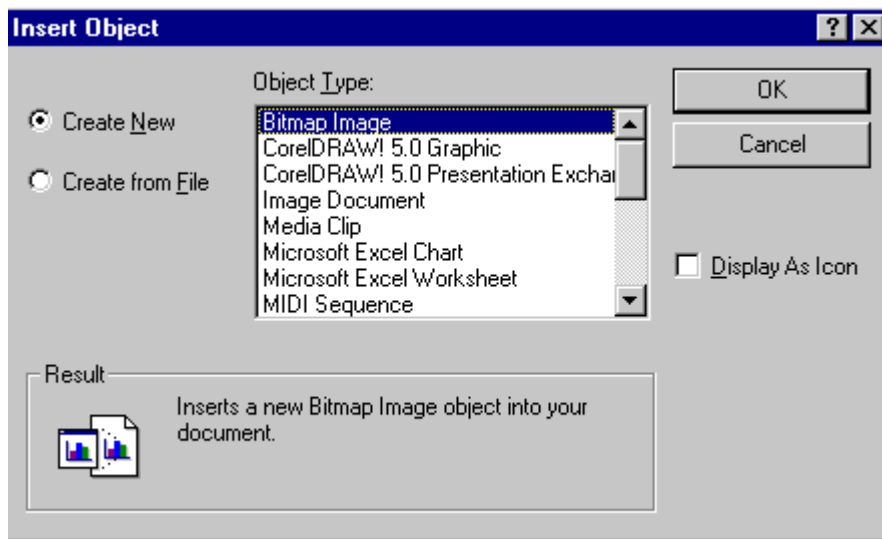 Insert Object
Object Type:
Create New
Create from File
Bitmap Image
CorelDRAW! 5.0 Graphic
CorelDRAW! 5.0 Presentation Exchar
Image Document
Media Clip
Microsoft Excel Chart
Microsoft Excel Worksheet
MIDI Sequence
OK
Cancel
Display As Icon
Result
Inserts a new Bitmap Image object into your
document.